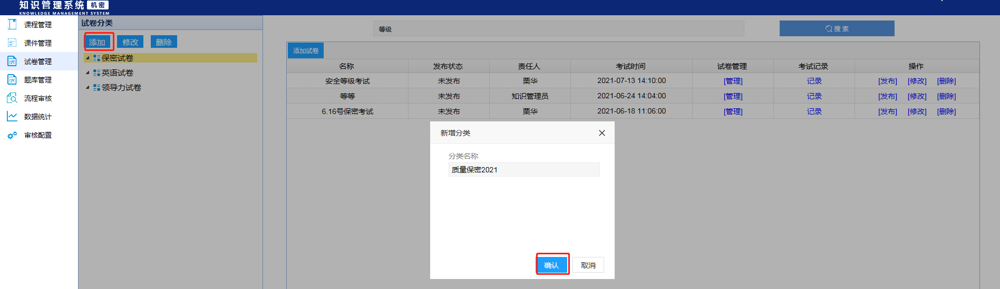 知识管理系统 机密
KNOWLEDGE MANAGEMENT SYSTEM
课程管理
课件管理
试卷管理
题库管理
流程审核
数据统计
审核配置
试卷分类
添加 修改 删除
保密试卷
英语试卷
领导力试卷
等级 搜索
添加试卷
名称 发布状态 责任人 考试时间 试卷管理 考试记录 操作
安全等级考试 未发布 栗华 2021-07-13 14:10:00 [管理] 记录 [发布] [修改] [删除]
等等 未发布 知识管理员 2021-06-24 14:04:00 [管理] 记录 [发布] [修改] [删除]
6.16号保密考试 未发布 栗华 2021-06-18 11:06:00 [管理] 记录 [发布] [修改] [删除]
新增分类
分类名称
质量保密2021
确认 取消